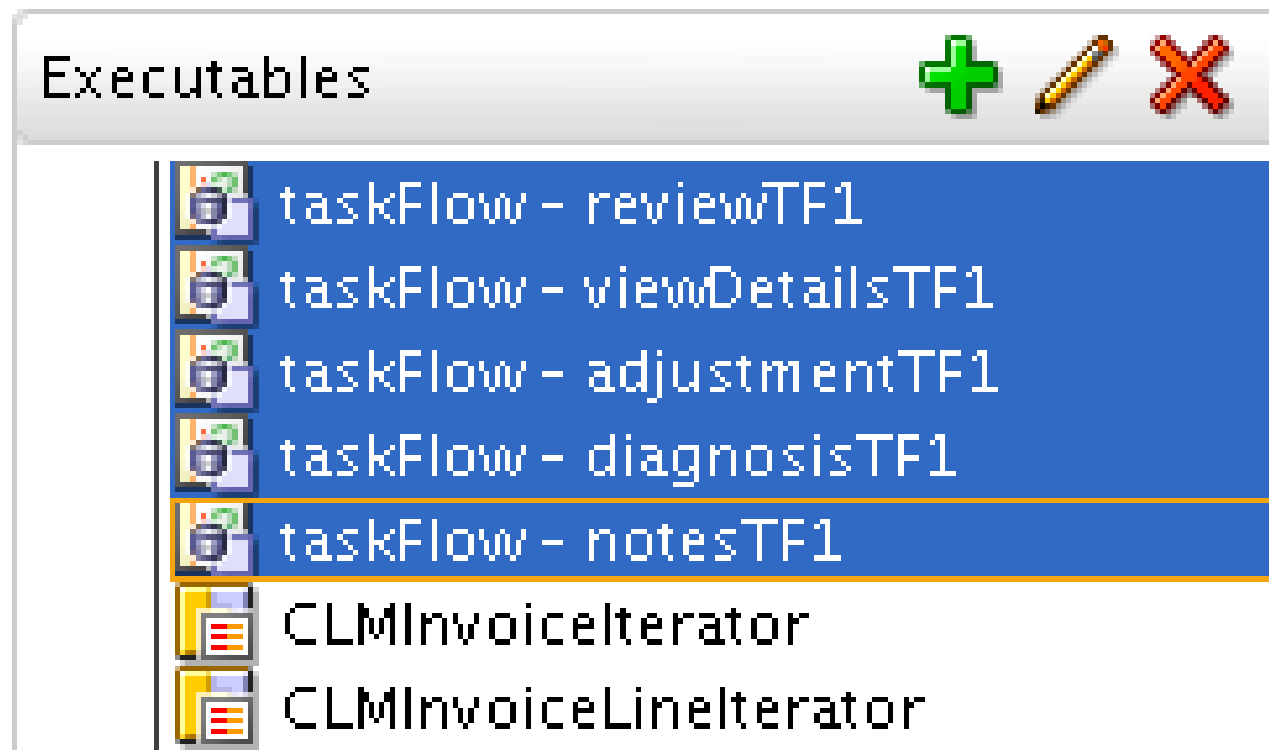 Executables
taskFlow - reviewTF1
taskFlow - viewDetailsTF1
taskFlow - adjustmentTF1
taskFlow - diagnosisTF1
taskFlow - notesTF1
CLMInvoiceIterator
CLMInvoiceLineIterator